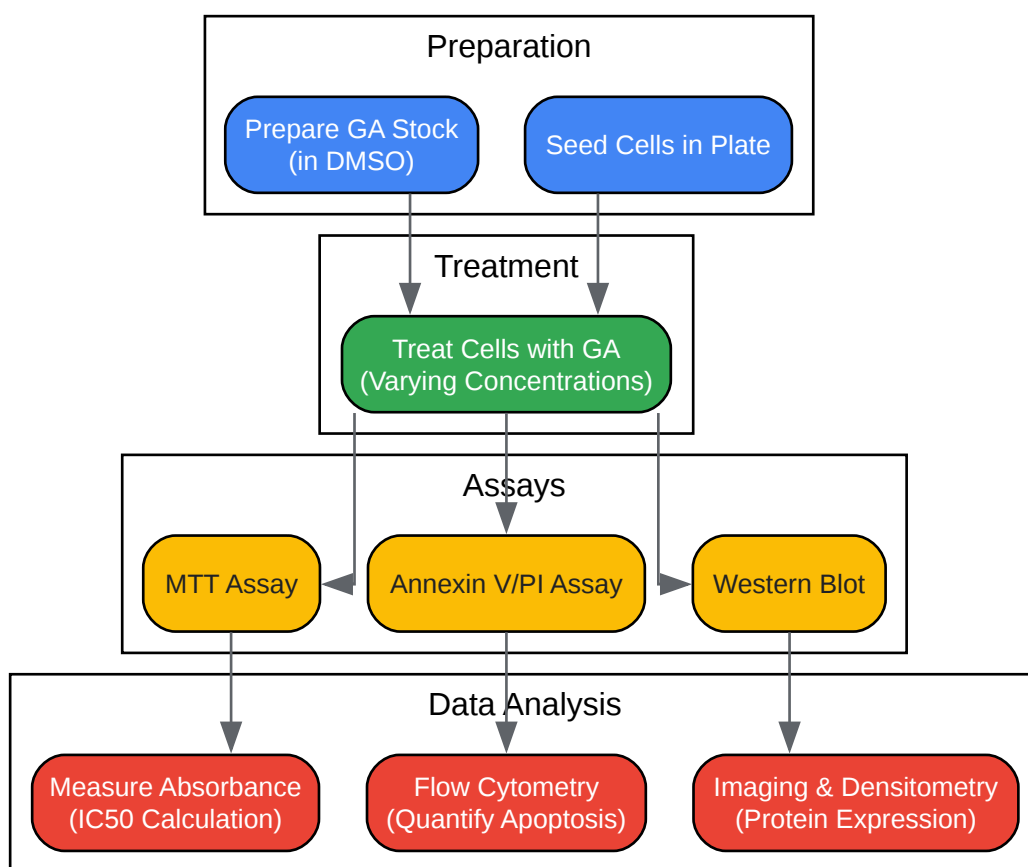 Preparation
Prepare GA Stock
(in DMSO)
Seed Cells in Plate
Treatment
Treat Cells with GA
(Varying Concentrations)
Assays
MTT Assay
Annexin V/PI Assay
Western Blot
Data Analysis
Measure Absorbance
(IC50 Calculation)
Flow Cytometry
(Quantify Apoptosis)
Imaging & Densitometry
(Protein Expression)